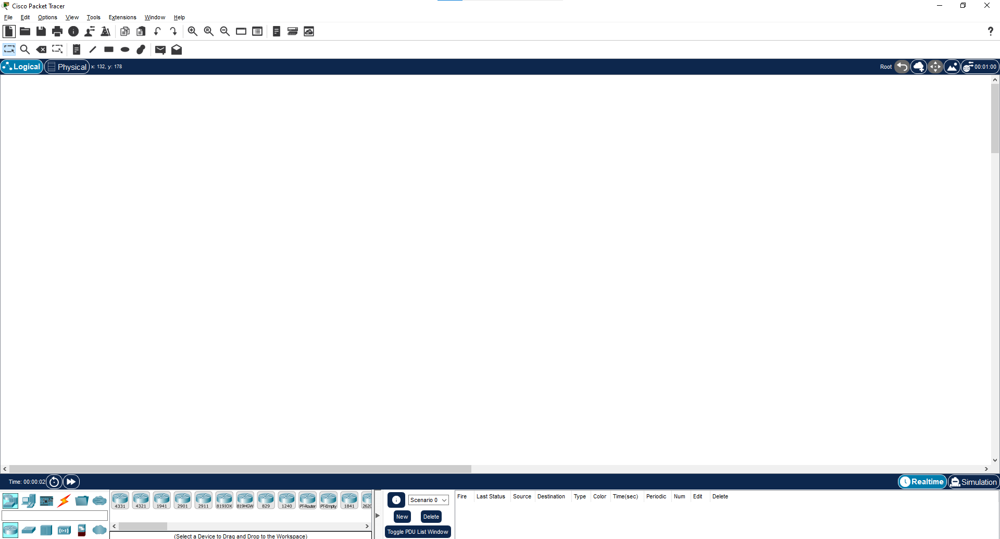 Cisco Packet Tracer
File Edit Options View Tools Extensions Window Help
?
Logical Physical x: 132, y: 178 Root 00:01:00
Time: 00:00:02 Realtime Simulation
4331 4321 1941 2901 2911 819IOX 819HGW 829 1240 PT-Router PT-Empty 1841 2620
Scenario 0 Fire Last Status Source Destination Type Color Time(sec) Periodic Num Edit Delete
New Delete
Toggle PDU List Window
(Select a Device to Drag and Drop to the Workspace)